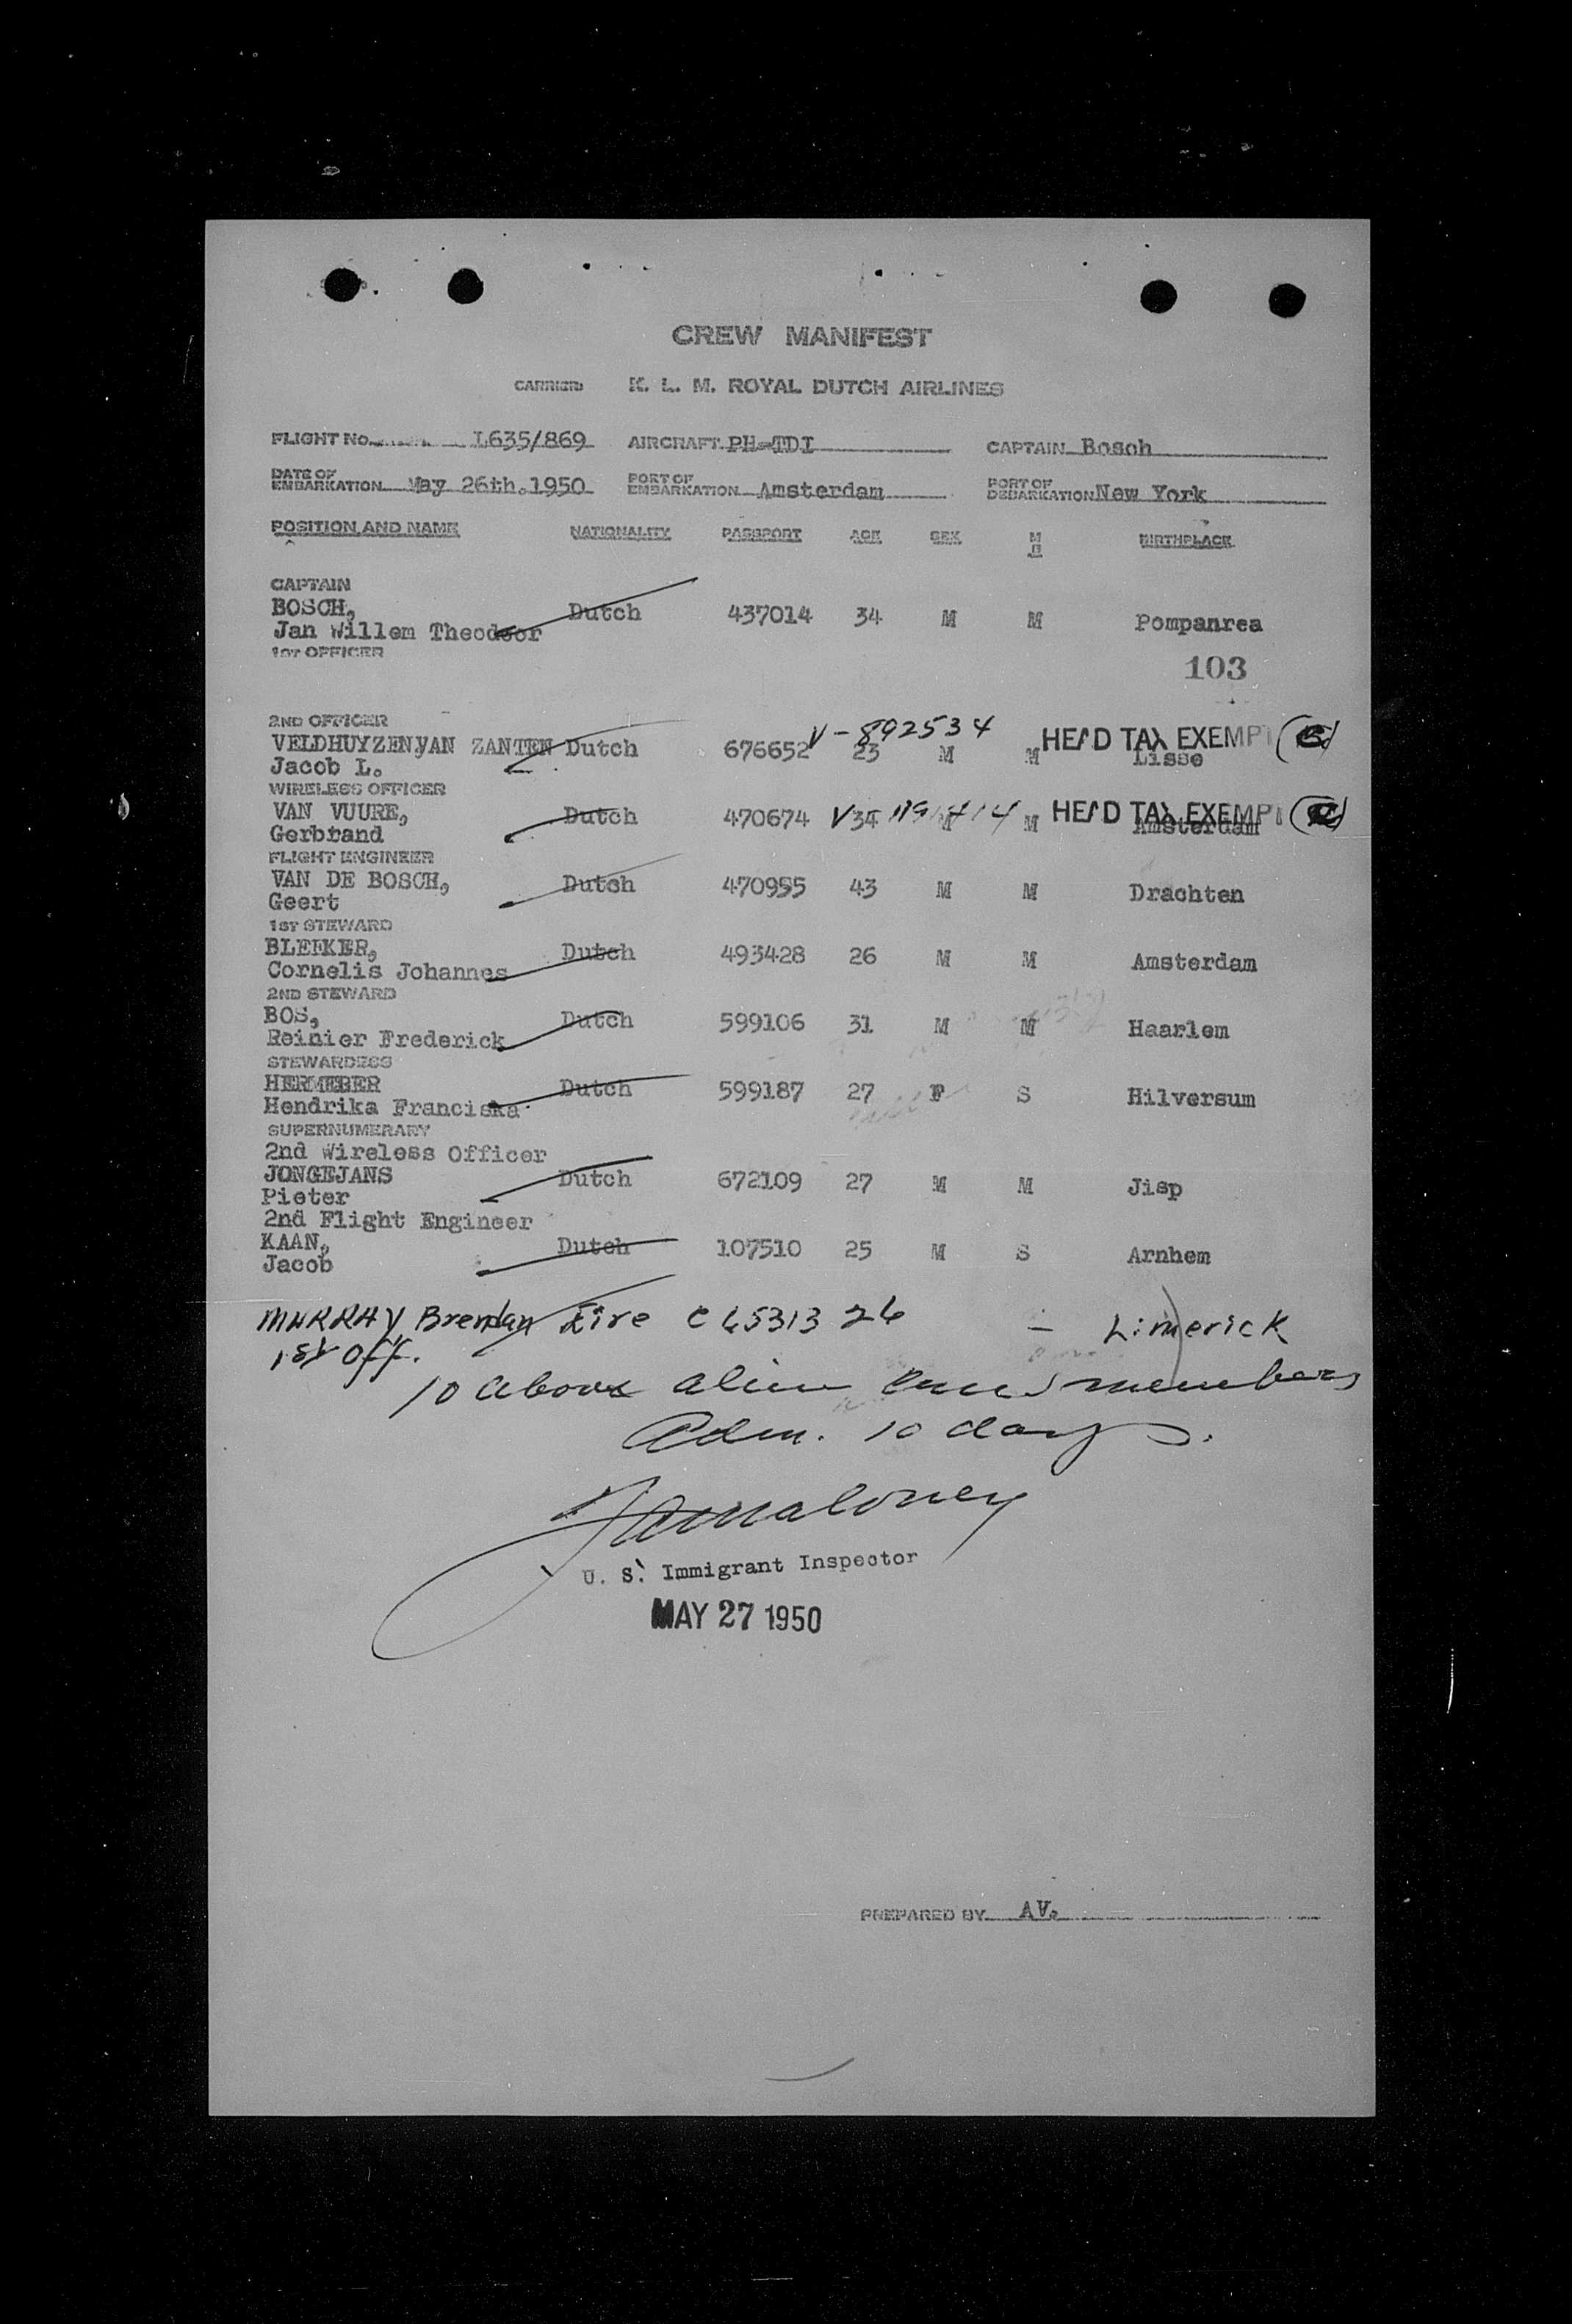 CREW MANIFEST
CARRIER: K. L. M. ROYAL DUTCH AIRLINES
FLIGHT No. L635/869 AIRCRAFT PH-TDI CAPTAIN Bosch
DATE OF EMBARKATION May 26th.1950 PORT OF EMBARKATION Amsterdam PORT OF DEBARKATION New York
POSITION AND NAME NATIONALITY PASSPORT AGE SEX M S BIRTHPLACE
CAPTAIN
BOSCH, Dutch 437014 34 M M Pompanrea
Jan Willem Theodoor
1ST OFFICER
103
2ND OFFICER
V-892534
VELDHUYZEN VAN ZANTEN Dutch 676652 23 M M Lisse HEAD TAX EXEMPT
Jacob L.
WIRELESS OFFICER
VAN VUURE, Dutch 470674 34 M M Amsterdam HEAD TAX EXEMPT
Gerbrand
FLIGHT ENGINEER
VAN DE BOSCH, Dutch 470955 43 M M Drachten
Geert
1ST STEWARD
BLEEKER, Dutch 493428 26 M M Amsterdam
Cornelis Johannes
2ND STEWARD
BOS, Dutch 599106 31 M M Haarlem
Reinier Frederick
STEWARDESS
Dutch 599187 27 F S Hilversum
Hendrika Franciska
SUPERNUMERARY
2nd Wireless Officer
JONGEJANS Dutch 672109 27 M M Jisp
Pieter
2nd Flight Engineer
KAAN, Dutch 107510 25 M S Arnhem
Jacob
MURRAY Brendan Eire C 65313 26 - Limerick
1st Off.
10 above alien crew members
Adm. 10 days.
Maloney
U. S. Immigrant Inspector
MAY 27 1950
PREPARED BY AV.